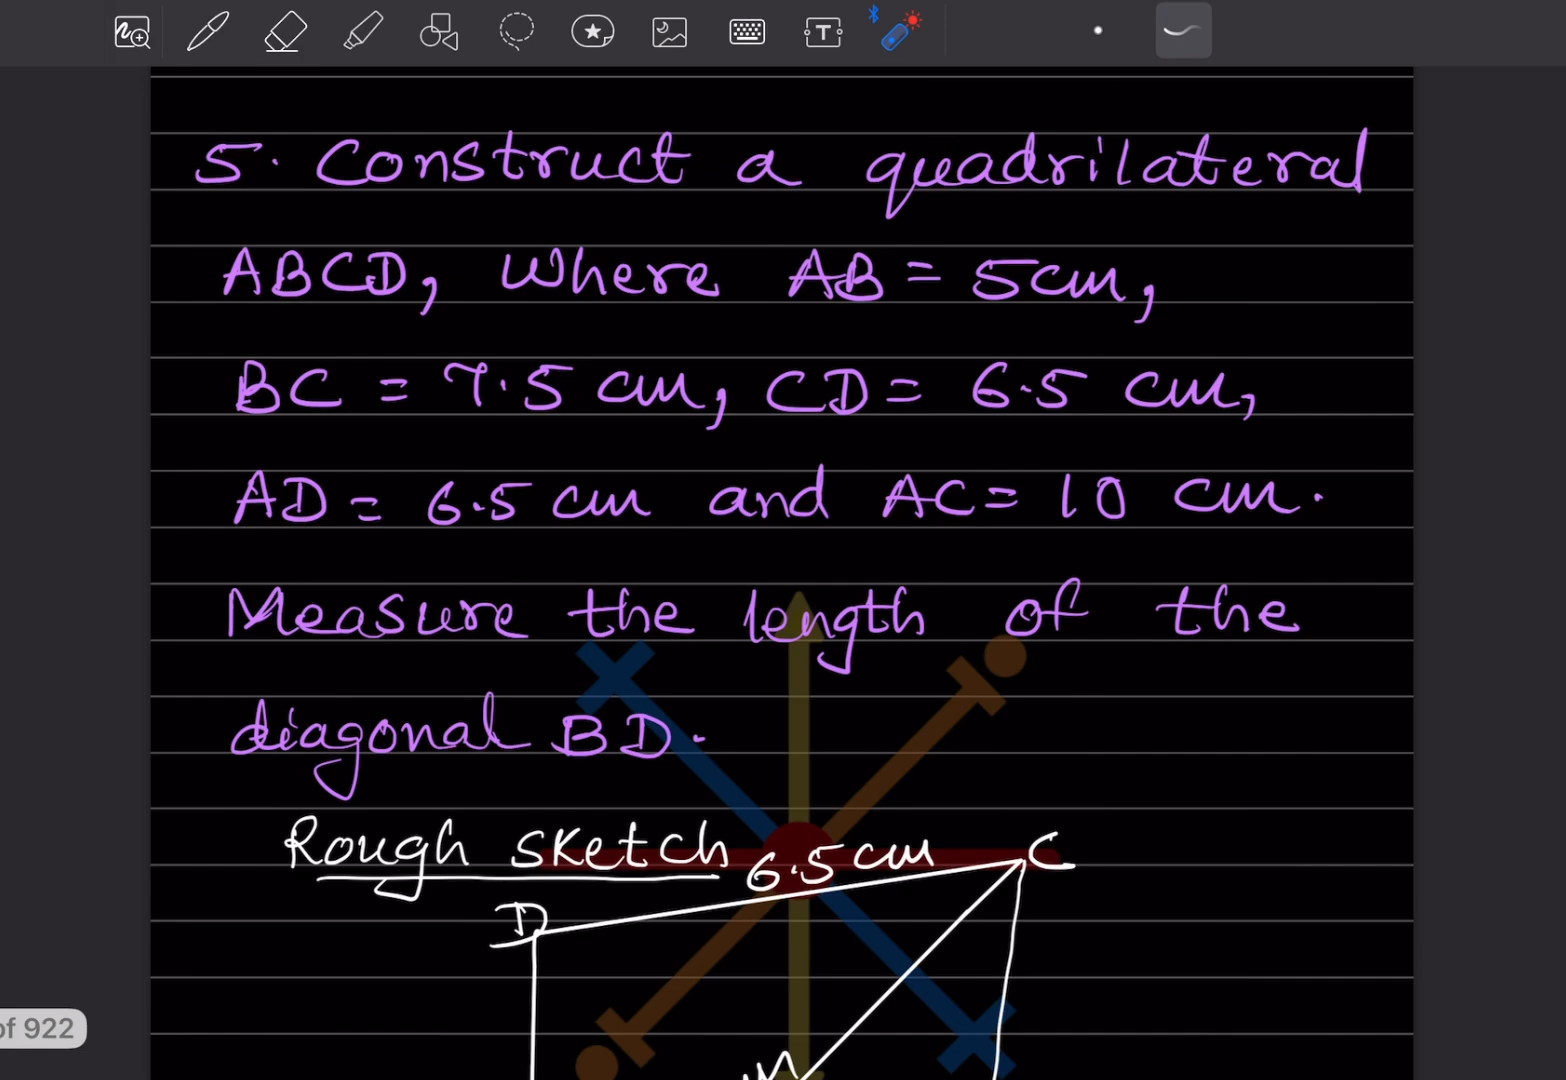 5. Construct a quadrilateral
ABCD, where AB = 5cm,
BC = 7.5 cm, CD = 6.5 cm,
AD = 6.5 cm and AC = 10 cm.
Measure the length of the
diagonal BD.
Rough sketch
6.5cm
C
D
of 922